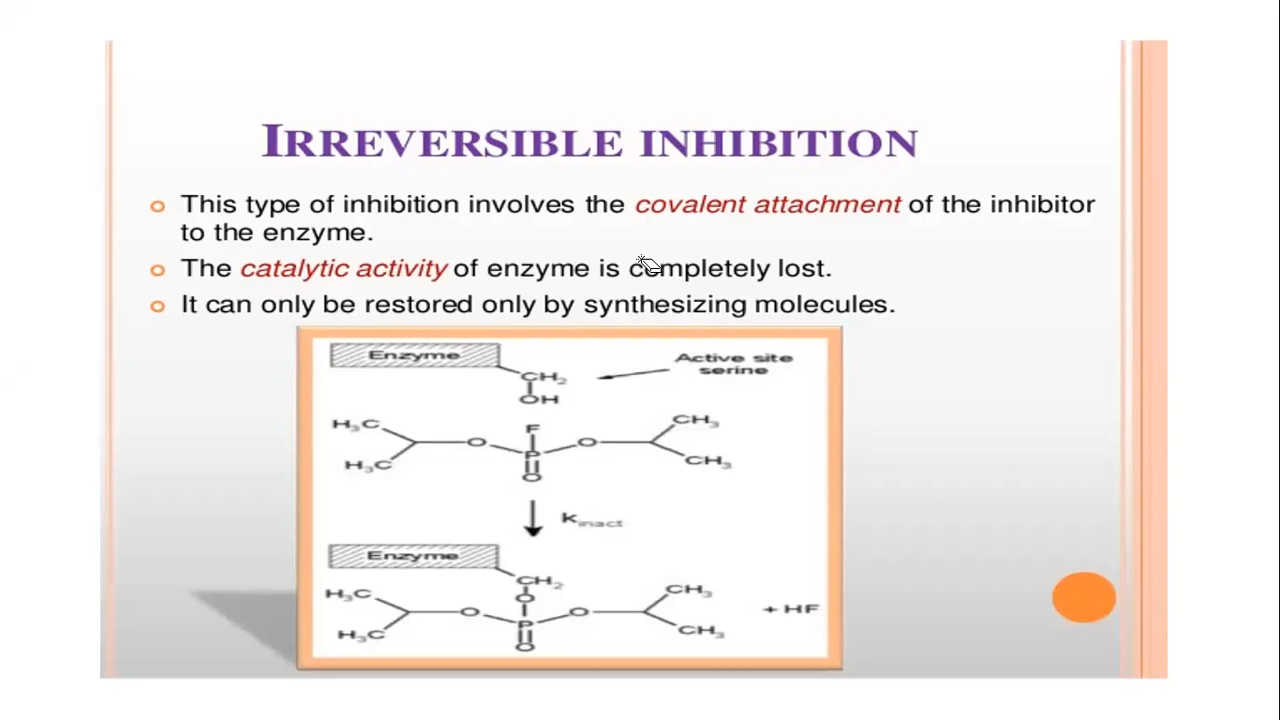 IRREVERSIBLE INHIBITION
This type of inhibition involves the covalent attachment of the inhibitor
to the enzyme.
The catalytic activity of enzyme is completely lost.
It can only be restored only by synthesizing molecules.
Enzyme
Active site
serine
CH₂
OH
H₃C
F
CH₃
O
P
O
H₃C
O
CH₃
k inact
Enzyme
CH₂
H₃C
O
CH₃
O
P
O
+ HF
H₃C
O
CH₃